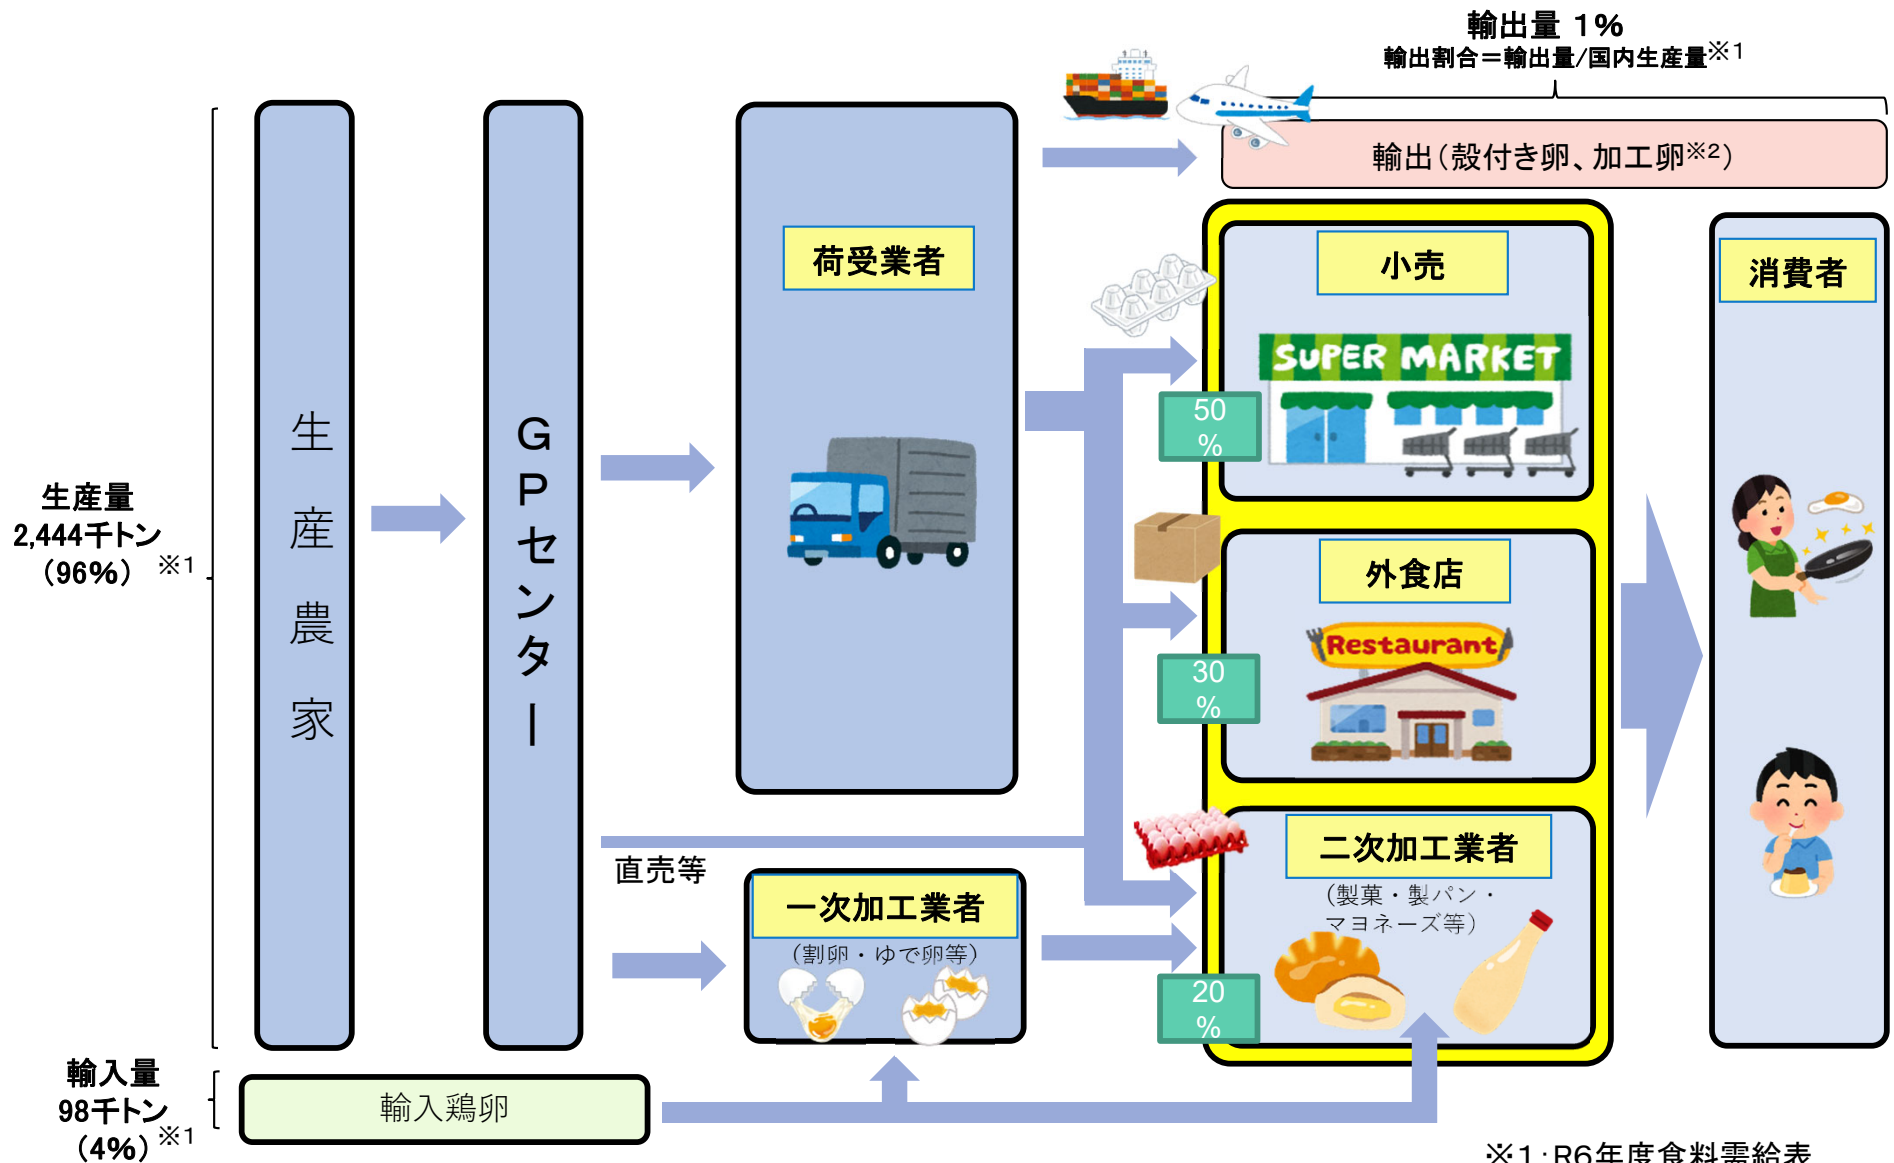 輸出量 1%
輸出割合＝輸出量/国内生産量※1
輸出（殻付き卵、加工卵※2）
生産量
2,444千トン
（96%） ※1
生産農家
GPセンター
荷受業者
小売
SUPER MARKET
50
%
外食店
Restaurant
30
%
二次加工業者
（製菓・製パン・
マヨネーズ等）
20
%
消費者
直売等
一次加工業者
（割卵・ゆで卵等）
輸入量
98千トン
（4%）※1
輸入鶏卵
※1：R6年度食料需給表